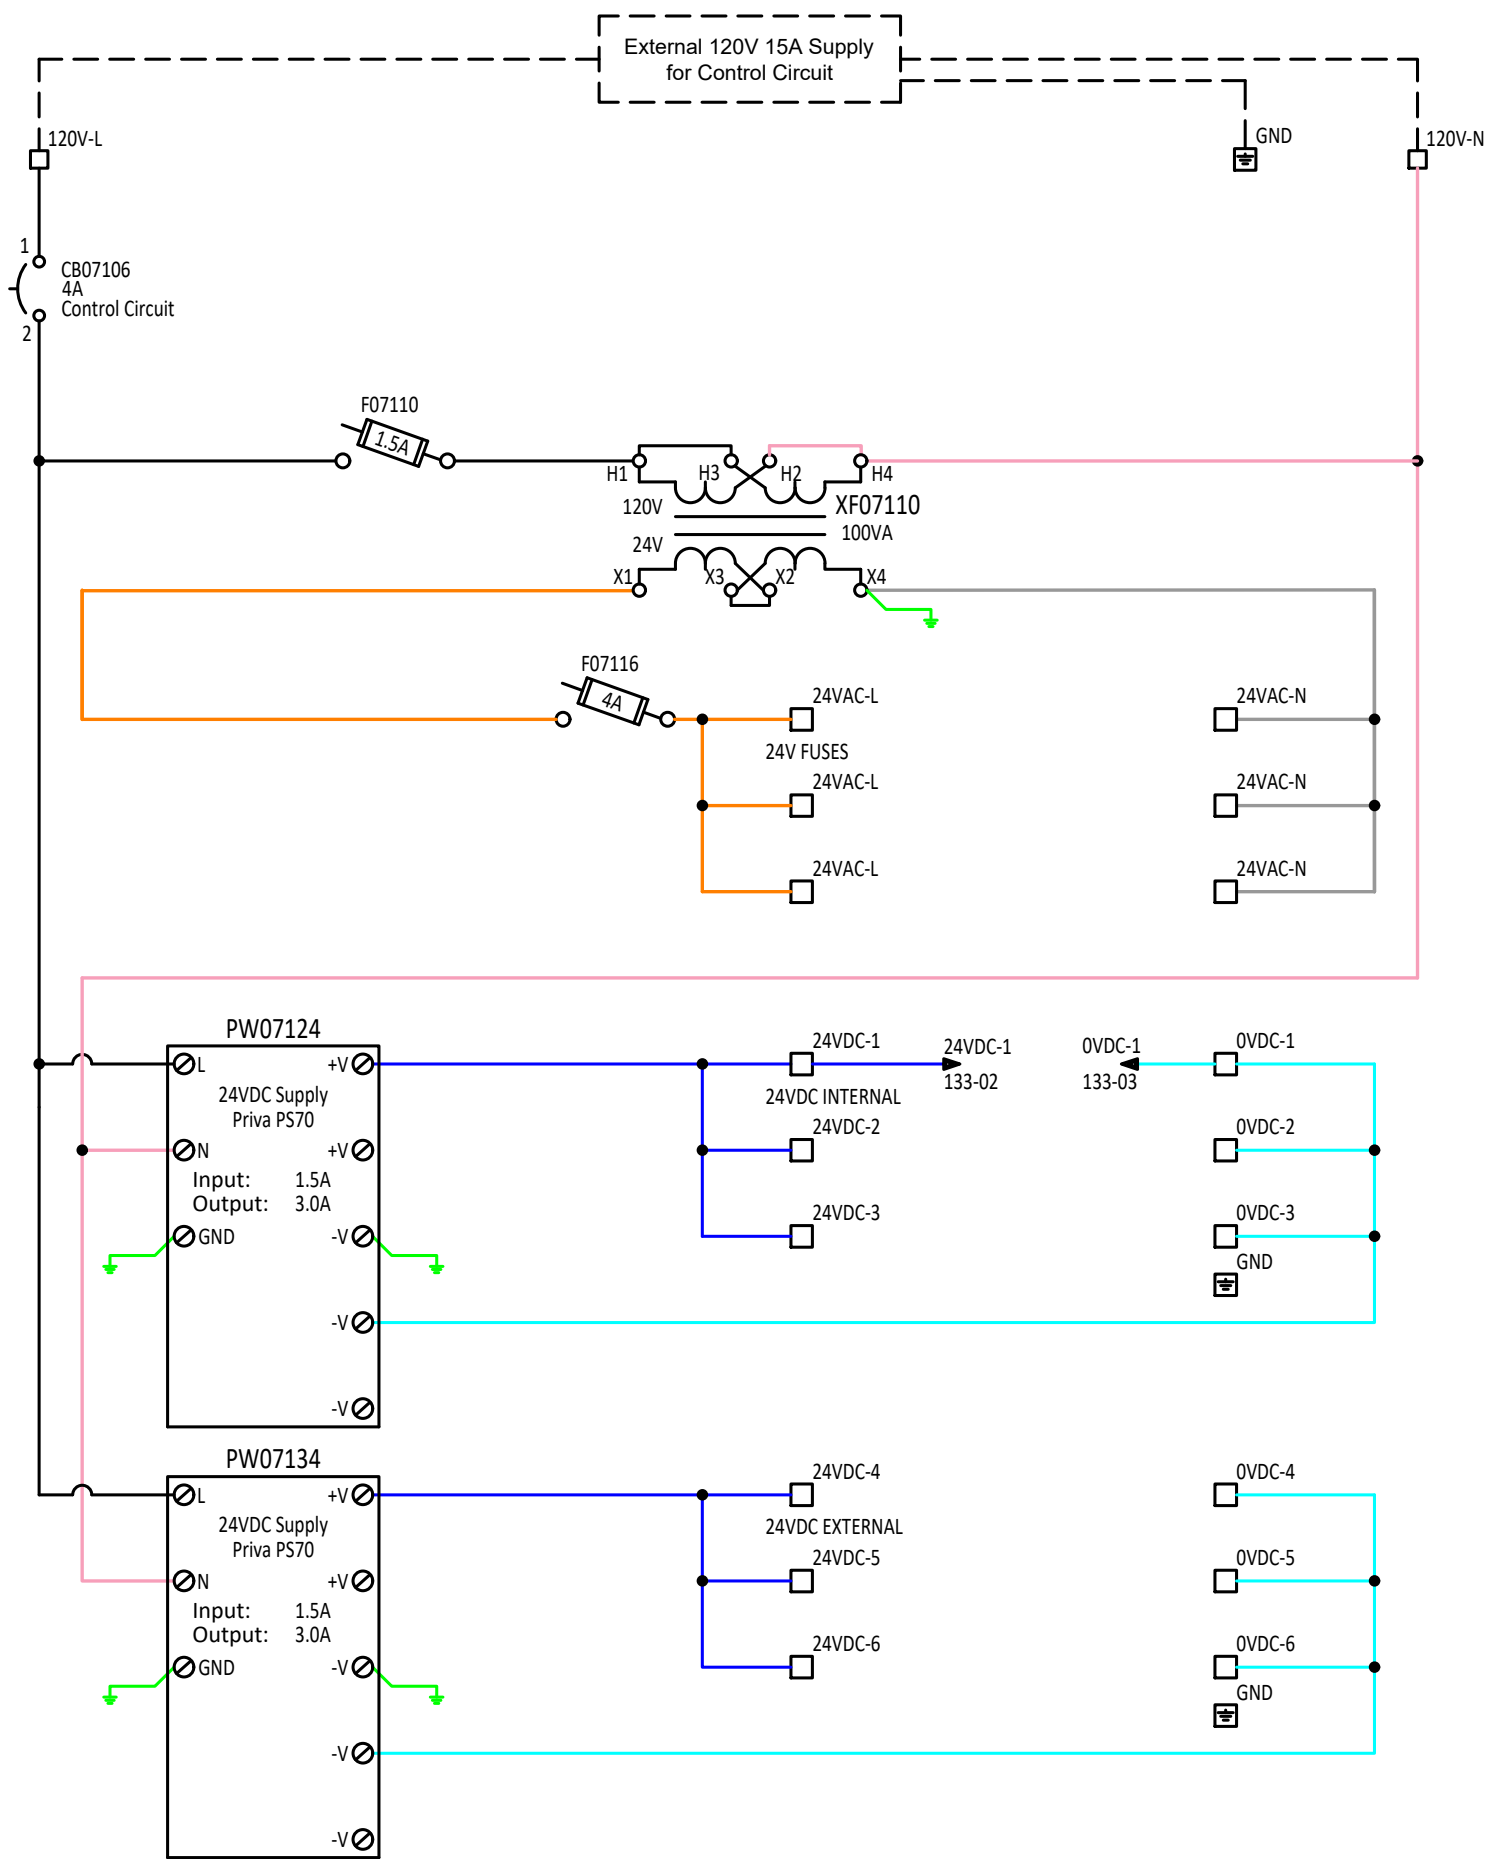 External 120V 15A Supply
for Control Circuit
120V-L
GND
120V-N
1
CB07106
4A
Control Circuit
2
F07110
1.5A
H1
H3
H2
H4
120V
XF07110
100VA
24V
X1
X3
X2
X4
F07116
4A
24VAC-L
24VAC-N
24V FUSES
24VAC-L
24VAC-N
24VAC-L
24VAC-N
PW07124
L
+V
24VDC-1
24VDC-1
0VDC-1
0VDC-1
24VDC Supply
Priva PS70
133-02
133-03
24VDC INTERNAL
N
+V
24VDC-2
0VDC-2
Input: 1.5A
Output: 3.0A
GND
-V
24VDC-3
0VDC-3
GND
-V
-V
PW07134
L
+V
24VDC-4
0VDC-4
24VDC Supply
Priva PS70
24VDC EXTERNAL
N
+V
24VDC-5
0VDC-5
Input: 1.5A
Output: 3.0A
GND
-V
24VDC-6
0VDC-6
GND
-V
-V